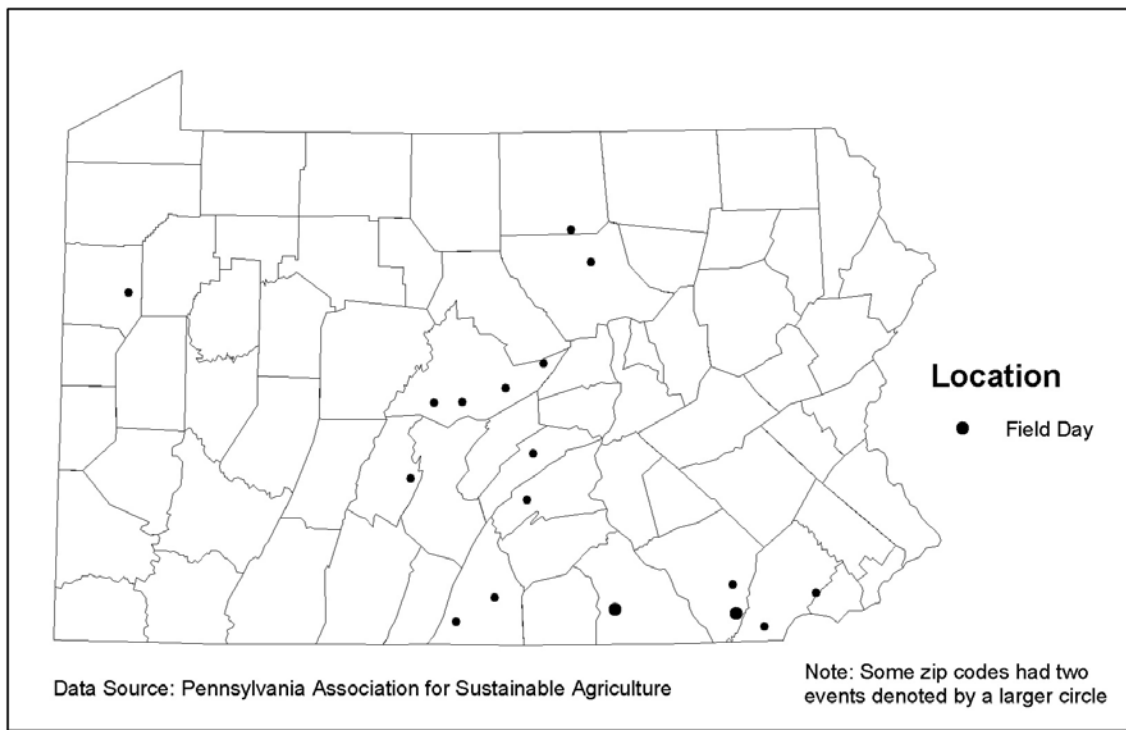 Location
Field Day
Data Source: Pennsylvania Association for Sustainable Agriculture
Note: Some zip codes had two
events denoted by a larger circle